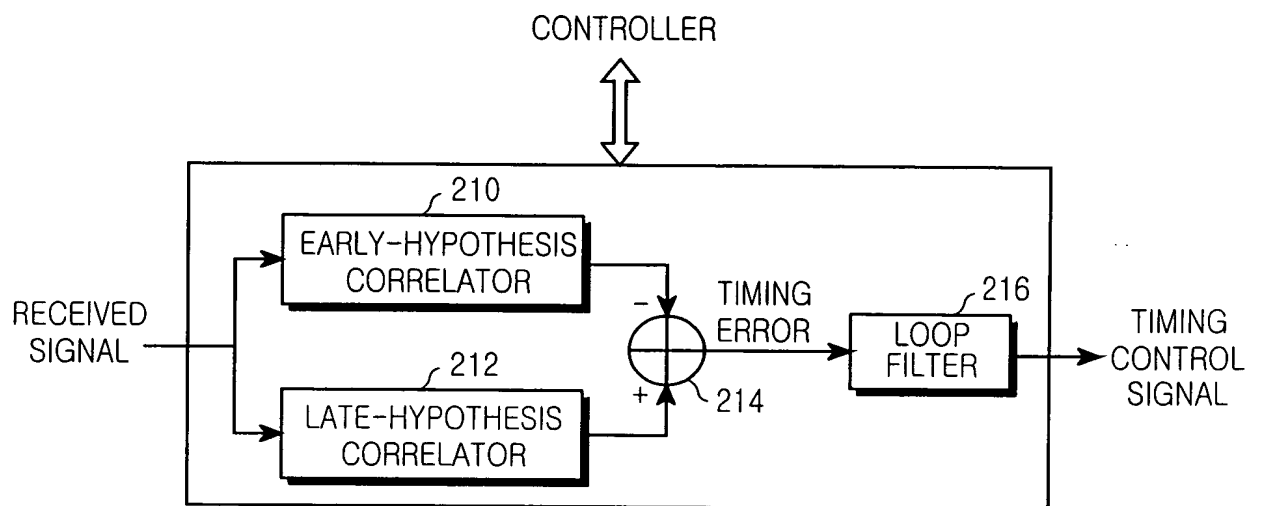 CONTROLLER
210
EARLY-HYPOTHESIS
CORRELATOR
RECEIVED
SIGNAL
212
LATE-HYPOTHESIS
CORRELATOR
-
+
214
TIMING
ERROR
216
LOOP
FILTER
TIMING
CONTROL
SIGNAL